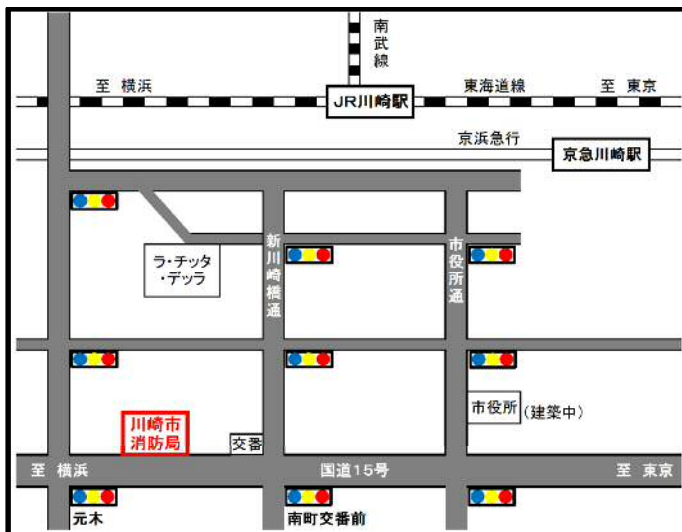 南武線
至 横浜
東海道線
至 東京
JR川崎駅
京浜急行
京急川崎駅
ラ・チッタ
・デッラ
新川崎橋通
市役所通
川崎市
消防局
交番
市役所
(建築中)
至 横浜
国道15号
至 東京
元木
南町交番前